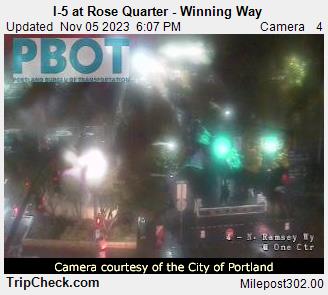 I-5 at Rose Quarter - Winning Way
Updated Nov 05 2023 6:07 PM Camera 4
PBOT
PORTLAND BUREAU OF TRANSPORTATION
4 - N. Ramsey Wy
W One Ctr
Camera courtesy of the City of Portland
TripCheck.com Milepost302.00